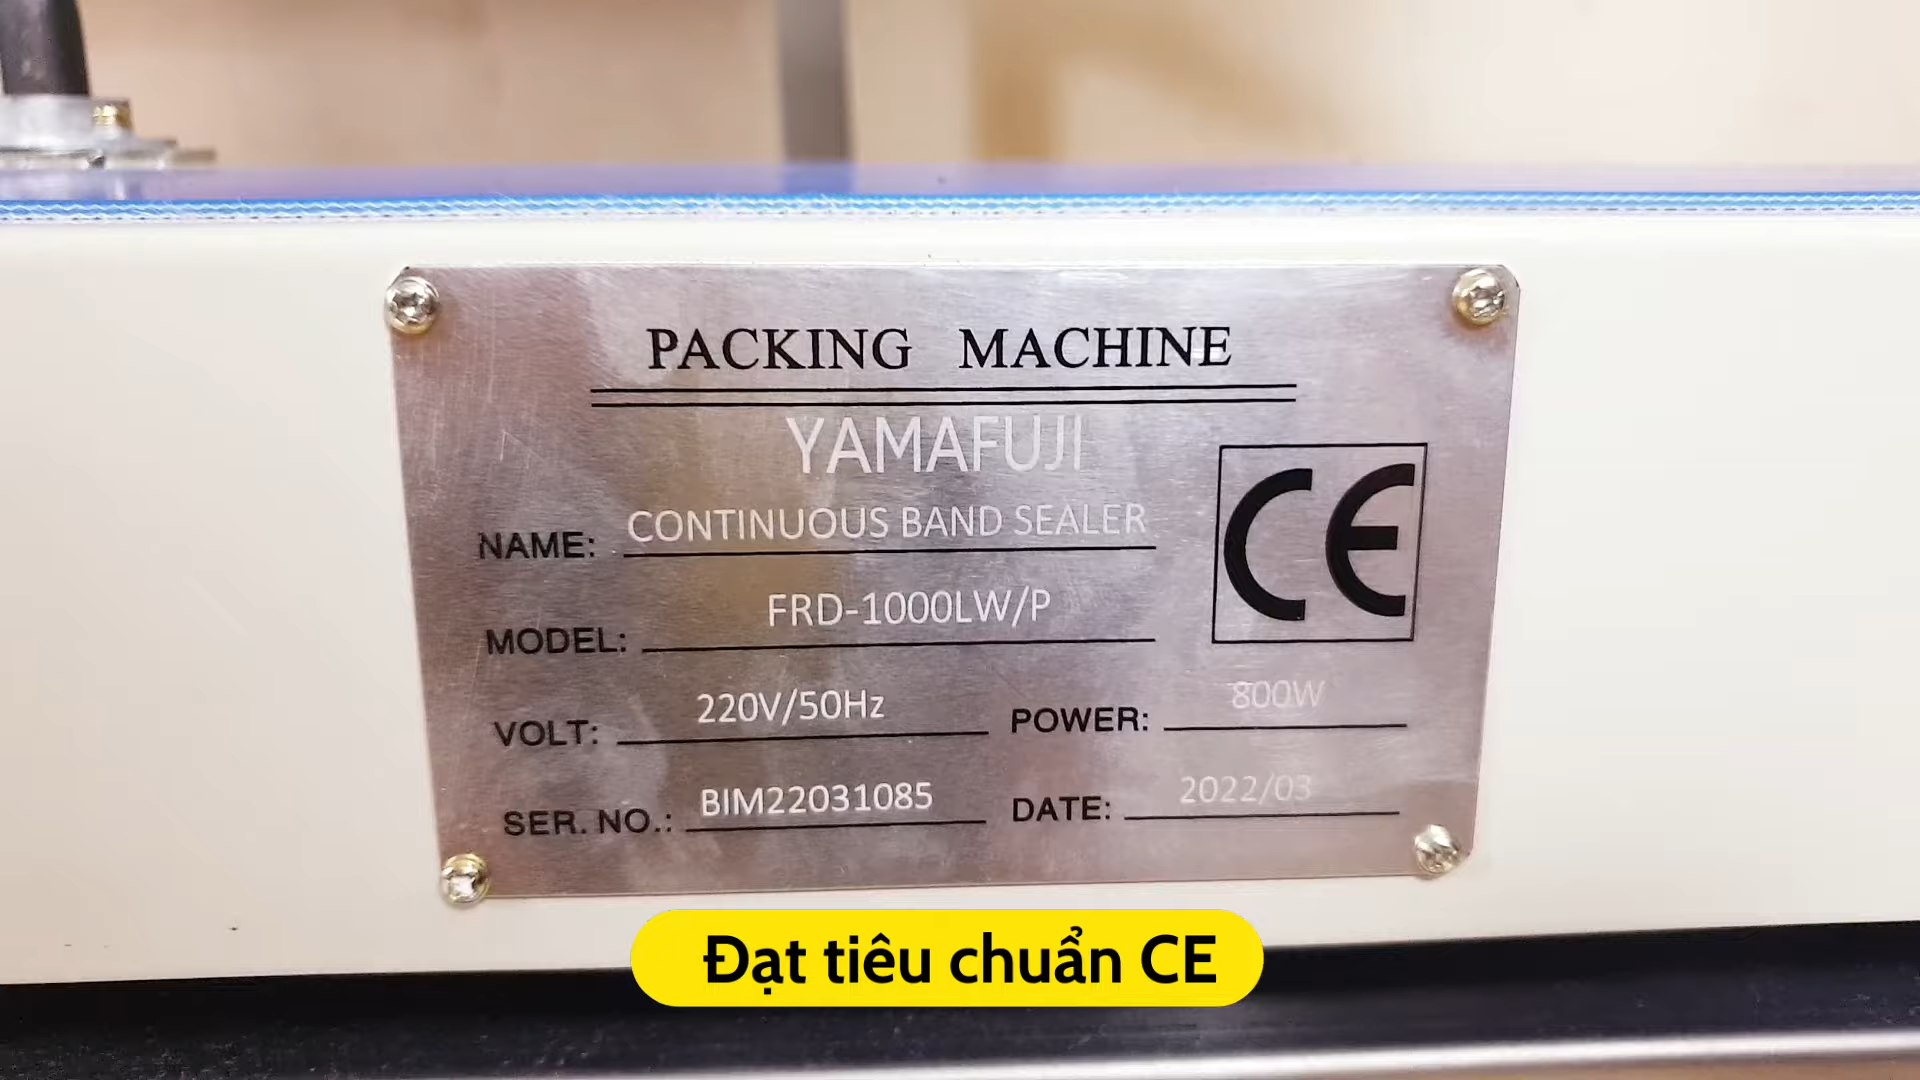 PACKING MACHINE
YAMAFUJI
NAME: CONTINUOUS BAND SEALER
CE
MODEL: FRD-1000LW/P
VOLT: 220V/50Hz POWER: 800W
SER. NO.: BIM22031085 DATE: 2022/03
Đạt tiêu chuẩn CE